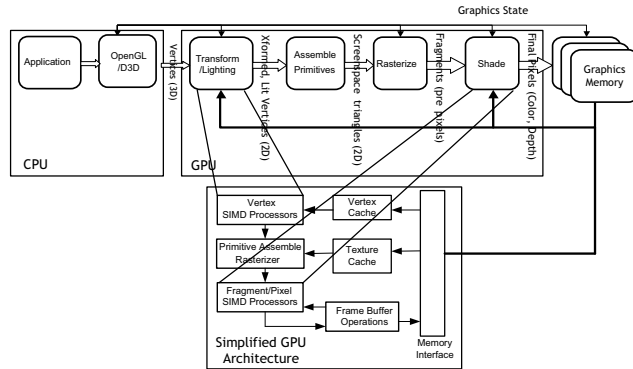 Graphics State
Application
OpenGL
/D3D
Vertices (3D)
Transform
/Lighting
Xformed, Lit Vertices (2D)
Assemble
Primitives
Screenspace triangles (2D)
Rasterize
Fragments (pre pixels)
Shade
Final Pixels (Color, Depth)
Graphics
Memory
CPU
GPU
Vertex
SIMD Processors
Vertex
Cache
Primitive Assemble
Rasterizer
Texture
Cache
Fragment/Pixel
SIMD Processors
Frame Buffer
Operations
Memory
Interface
Simplified GPU
Architecture